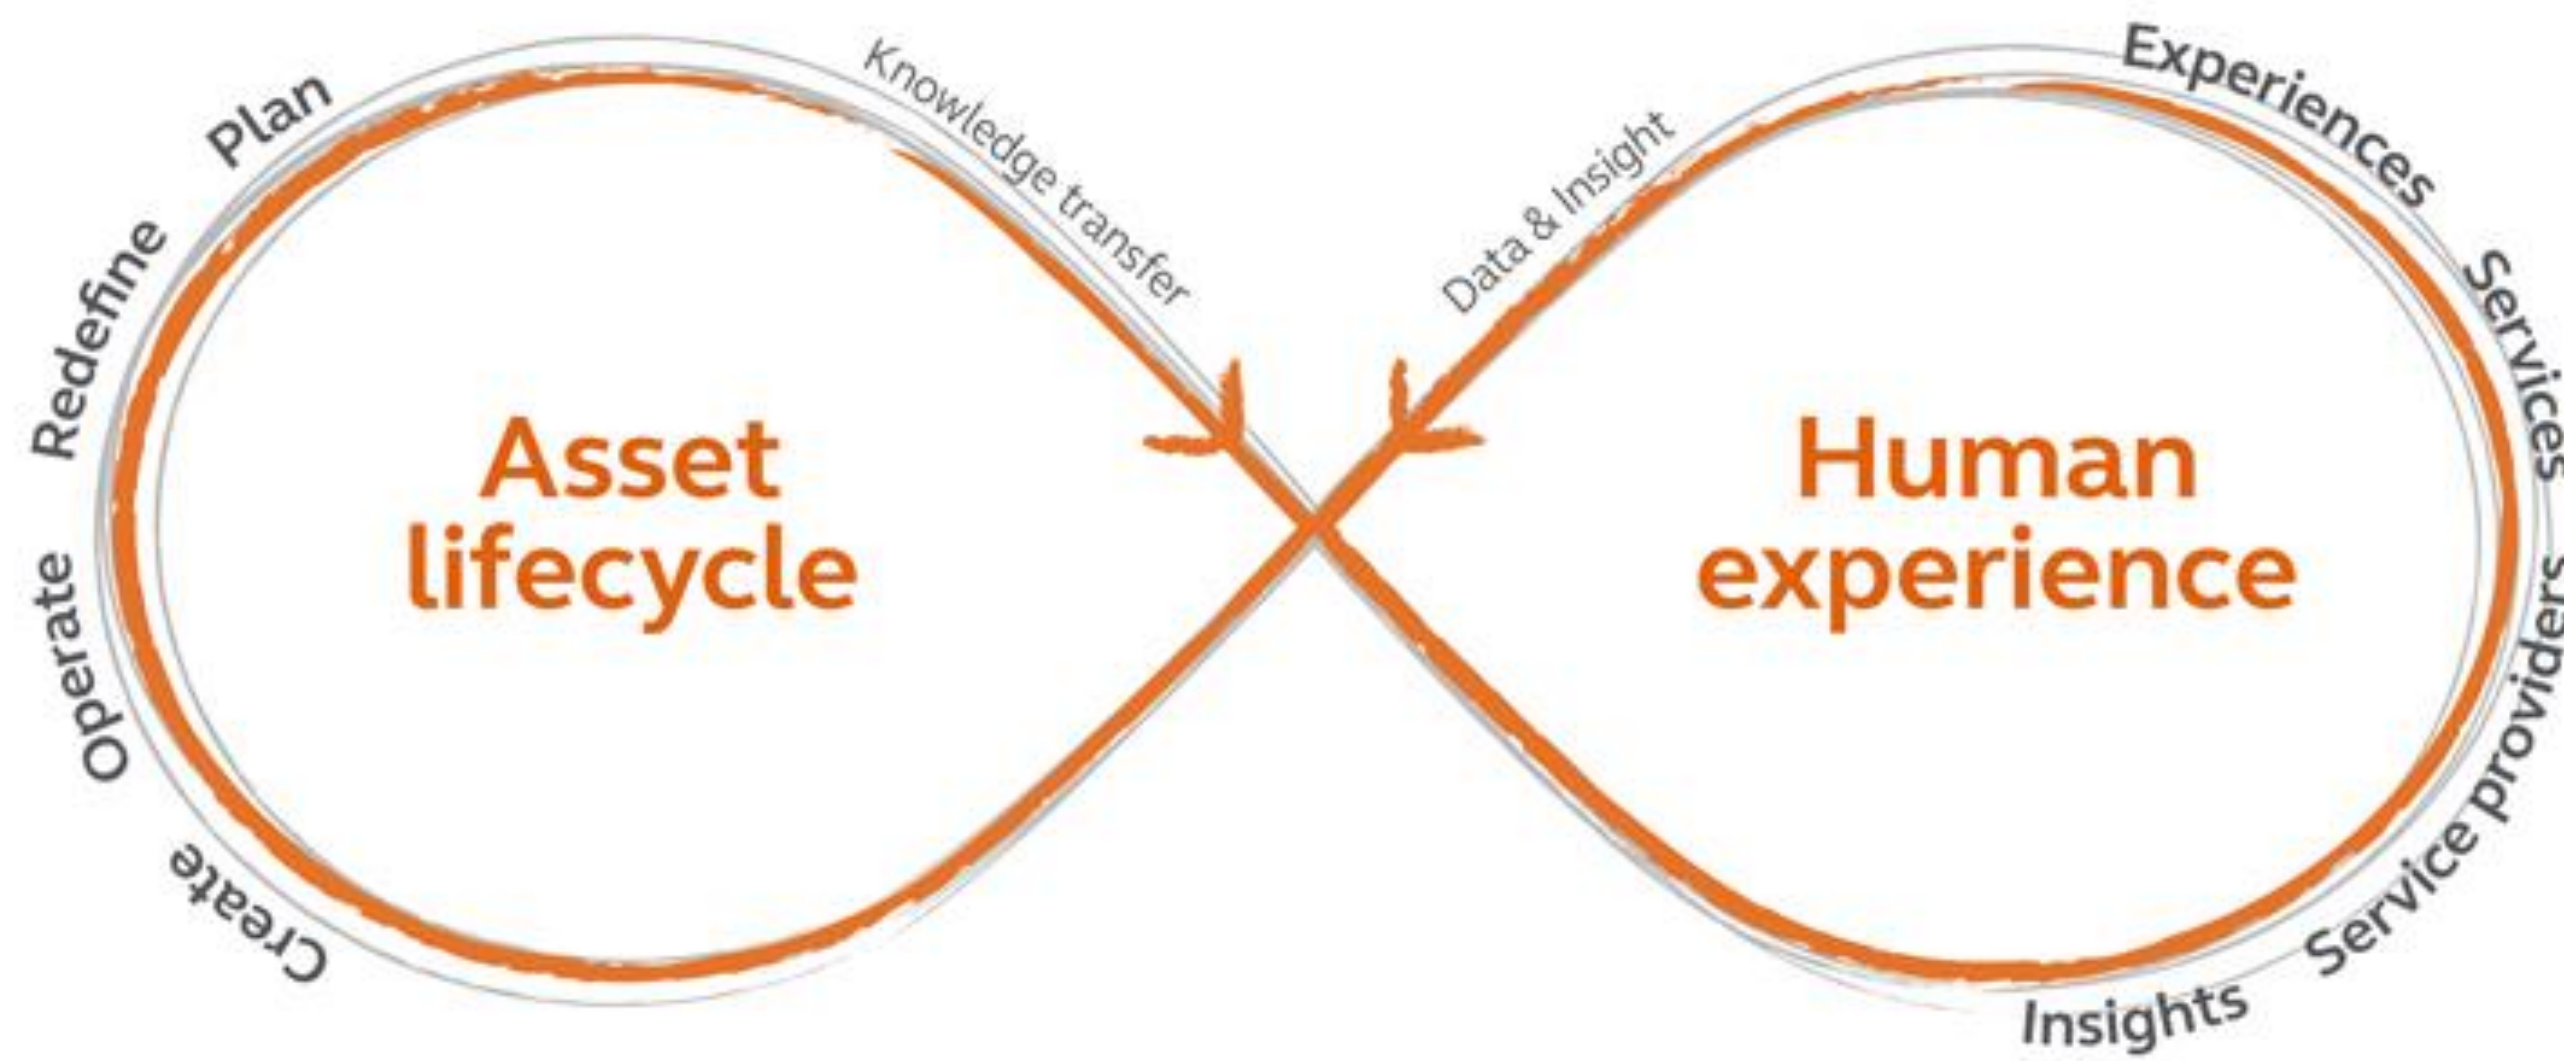 Plan
Redefine
Operate
Create
Knowledge transfer
Asset
lifecycle
Data & Insight
Human
experience
Experiences
Services
Service providers
Insights